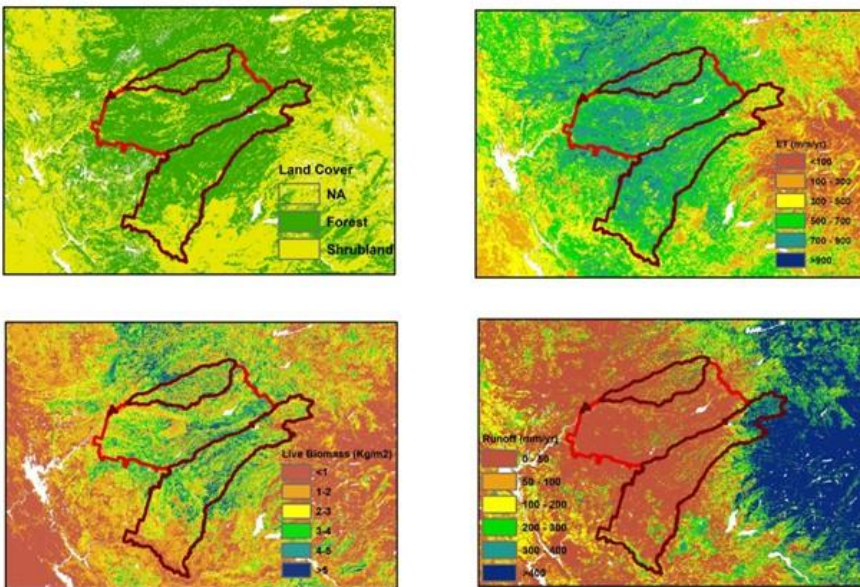 Land Cover
NA
Forest
Shrubland
ET (m/s/yr)
<100
100 - 300
300 - 500
500 - 700
700 - 900
>900
Live Biomass (Kg/m2)
<1
1-2
2-3
3-4
4-5
>5
Runoff (mm/yr)
0 - 50
50 - 100
100 - 200
200 - 300
300 - 400
>400